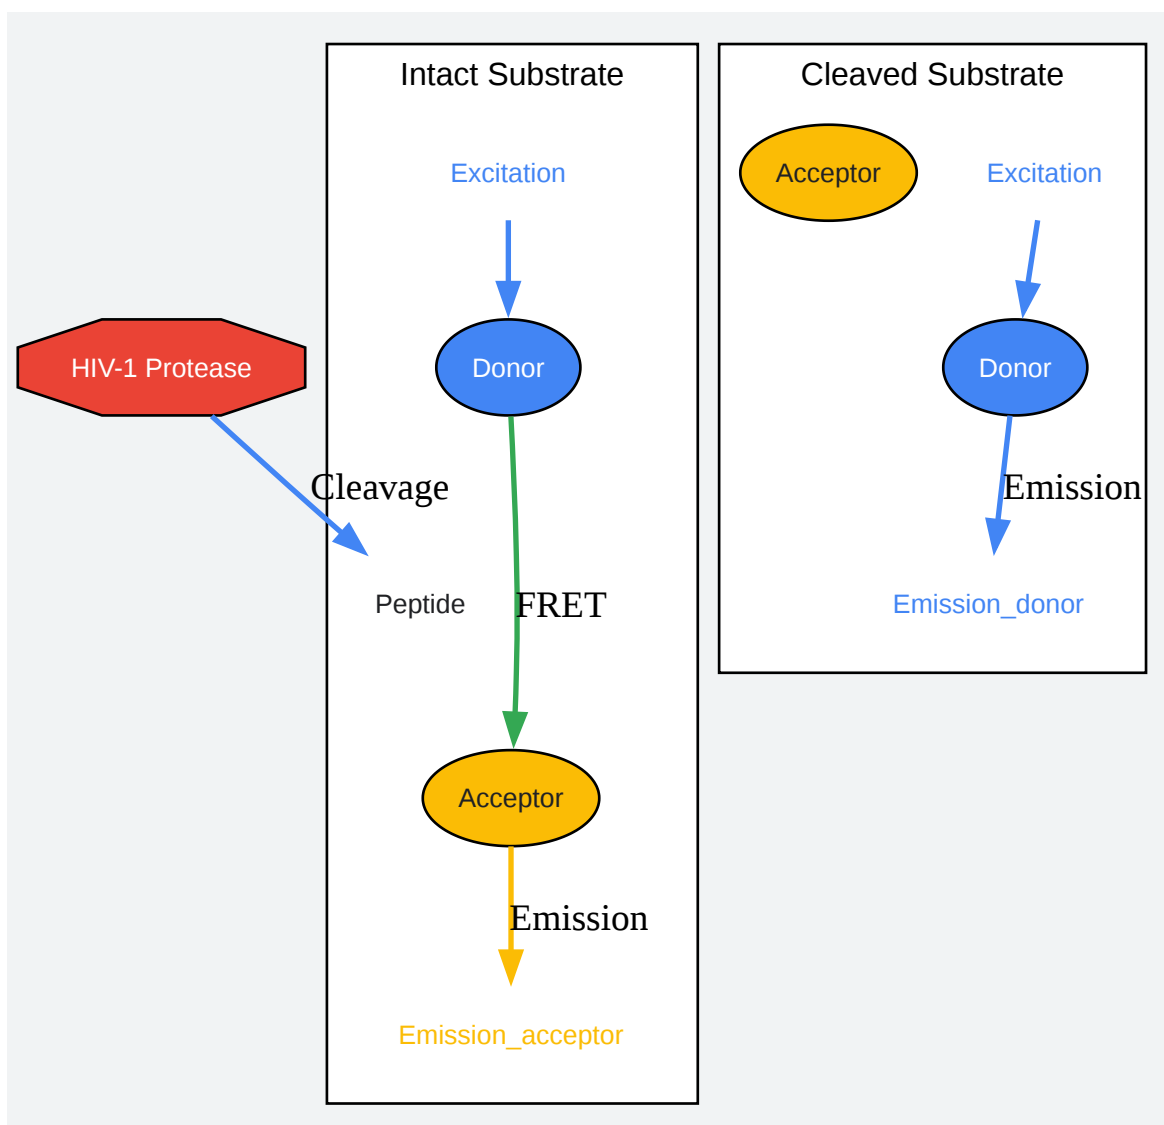 Intact Substrate
Excitation
Donor
HIV-1 Protease
Cleavage
Peptide
FRET
Acceptor
Emission
Emission_acceptor
Cleaved Substrate
Acceptor
Excitation
Donor
Emission
Emission_donor